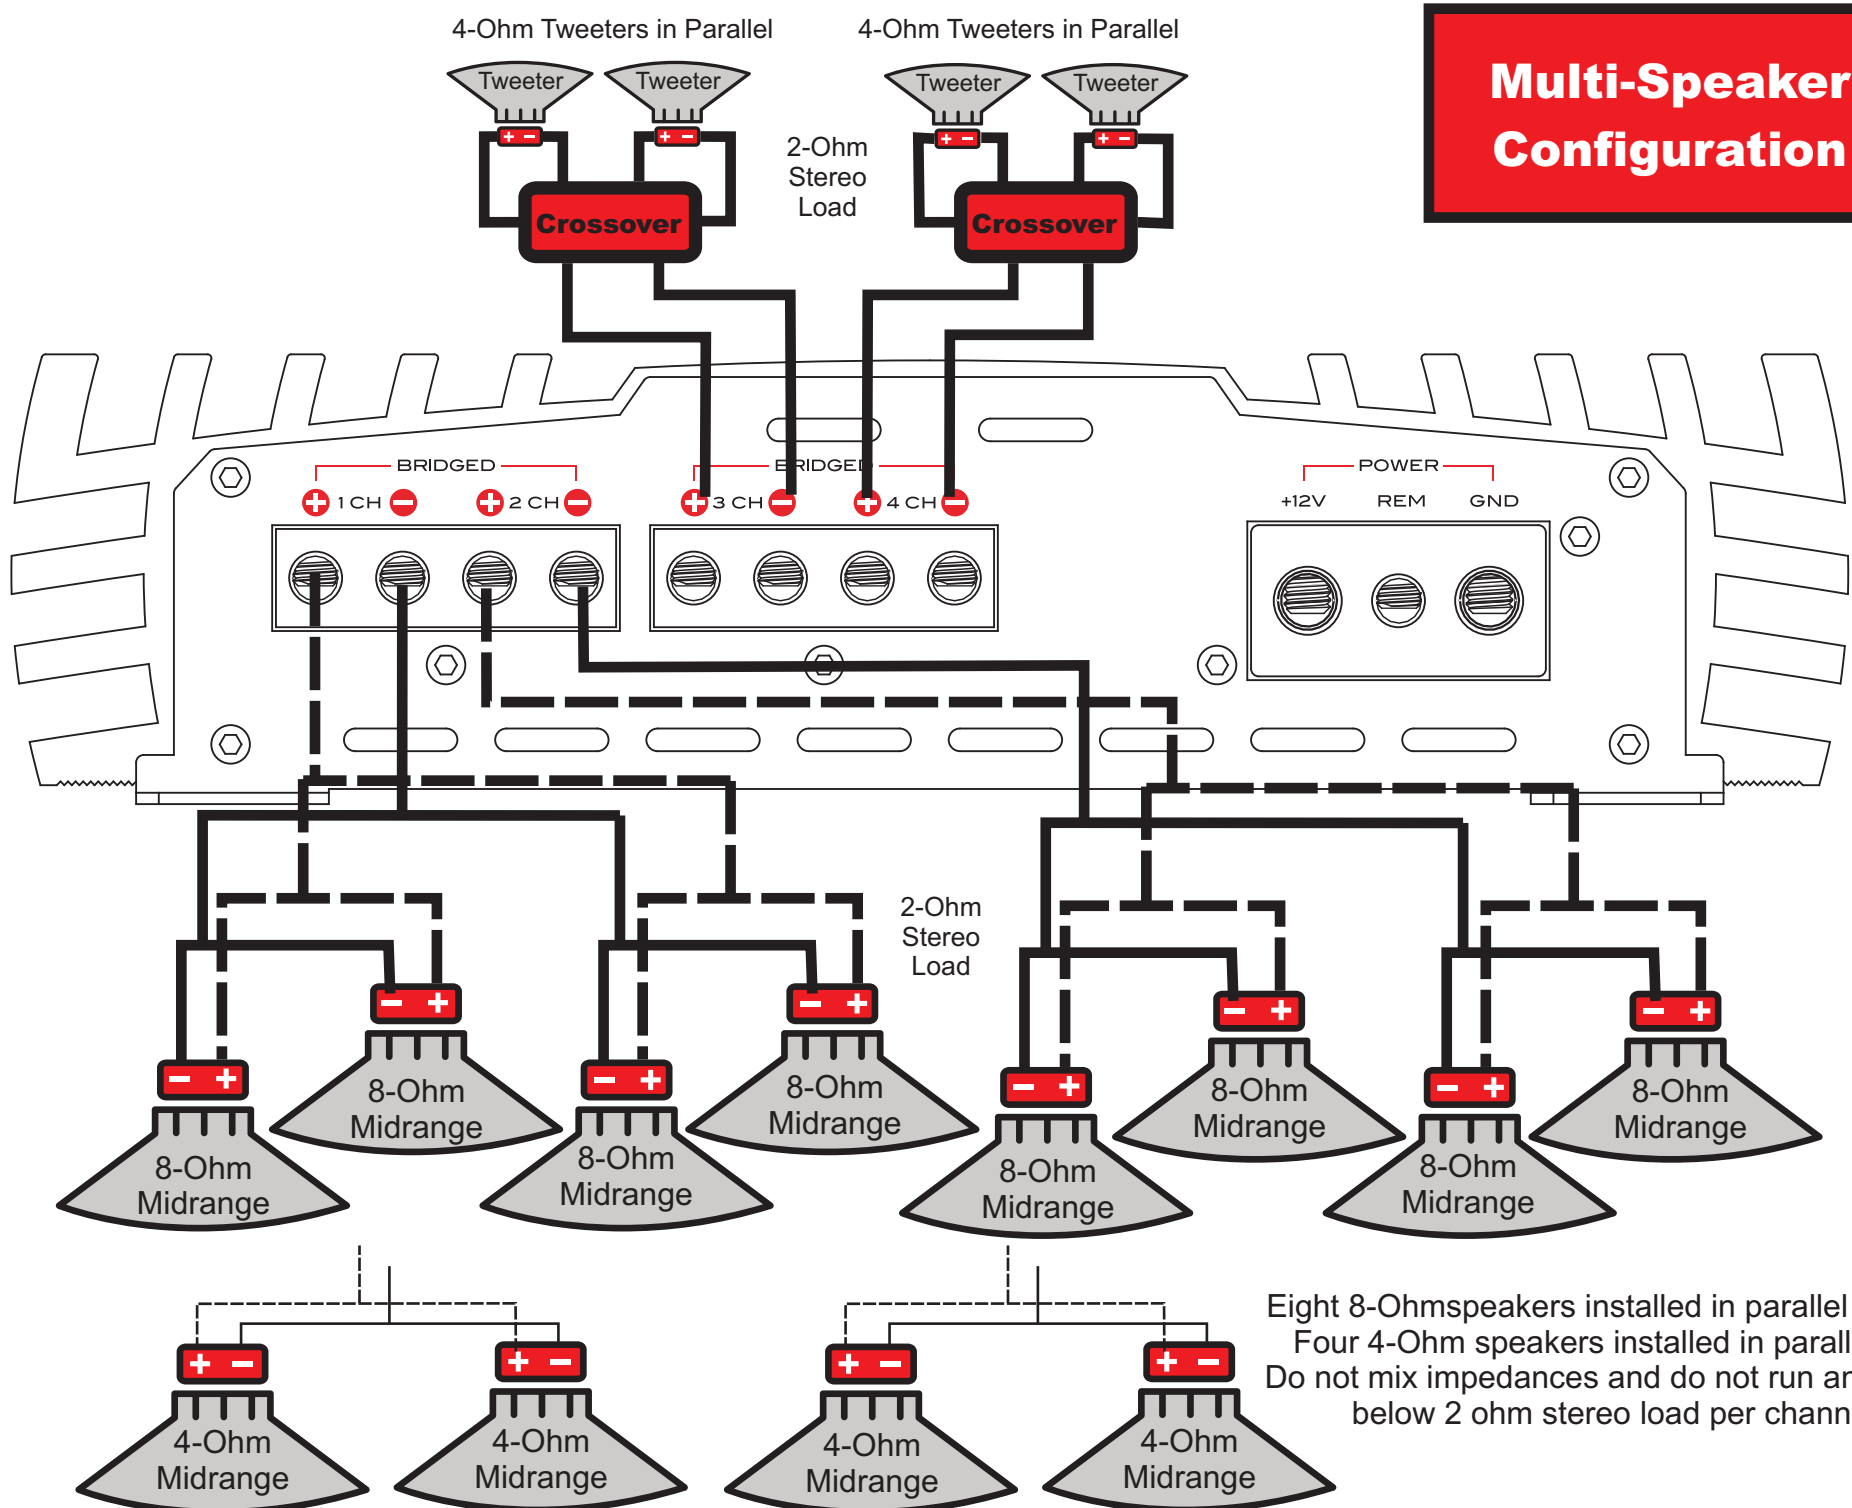 4-Ohm Tweeters in Parallel
4-Ohm Tweeters in Parallel
Multi-Speaker
Configuration
Tweeter
Tweeter
Tweeter
Tweeter
+ −
+ −
+ −
+ −
2-Ohm
Stereo
Load
Crossover
Crossover
BRIDGED
BRIDGED
POWER
+ 1 CH − + 2 CH −
+ 3 CH − + 4 CH −
+12V REM GND
2-Ohm
Stereo
Load
− +
− +
− +
− +
− +
− +
− +
− +
8-Ohm
Midrange
8-Ohm
Midrange
8-Ohm
Midrange
8-Ohm
Midrange
8-Ohm
Midrange
8-Ohm
Midrange
8-Ohm
Midrange
8-Ohm
Midrange
Eight 8-Ohmspeakers installed in parallel
Four 4-Ohm speakers installed in parall
Do not mix impedances and do not run an
below 2 ohm stereo load per chann
+ −
+ −
+ −
+ −
4-Ohm
Midrange
4-Ohm
Midrange
4-Ohm
Midrange
4-Ohm
Midrange